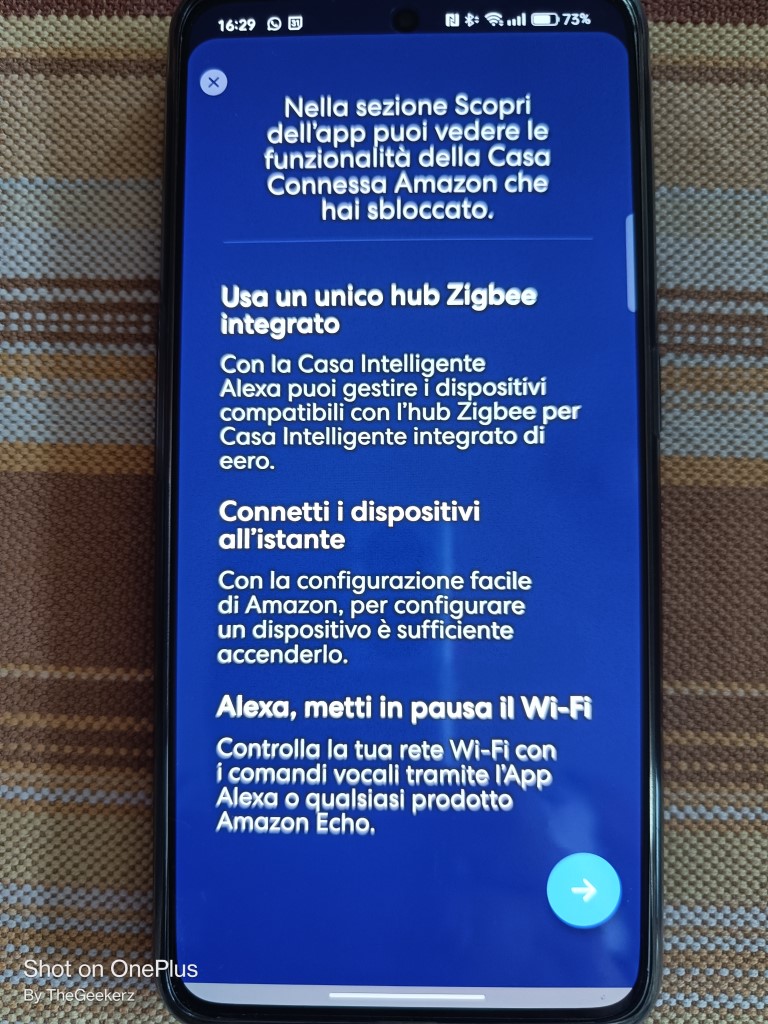 16:29
31
73%
Nella sezione Scopri
dell'app puoi vedere le
funzionalità della Casa
Connessa Amazon che
hai sbloccato.
Usa un unico hub Zigbee
integrato
Con la Casa Intelligente
Alexa puoi gestire i dispositivi
compatibili con l'hub Zigbee per
Casa Intelligente integrato di
eero.
Connetti i dispositivi
all'istante
Con la configurazione facile
di Amazon, per configurare
un dispositivo è sufficiente
accenderlo.
Alexa, metti in pausa il Wi-Fi
Controlla la tua rete Wi-Fi con
i comandi vocali tramite l'App
Alexa o qualsiasi prodotto
Amazon Echo.
Shot on OnePlus
By TheGeekerz